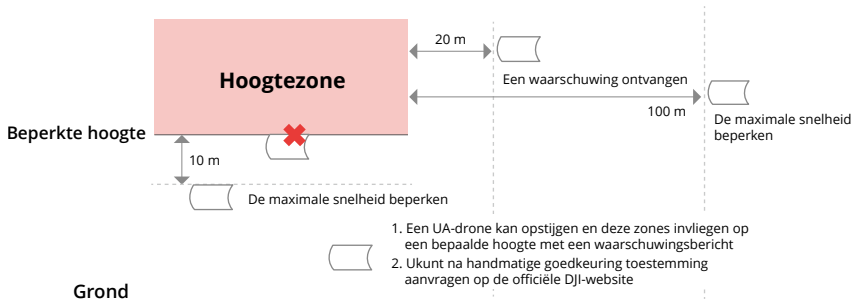 20 m
Hoogtezone
Een waarschuwing ontvangen
100 m
De maximale snelheid
beperken
Beperkte hoogte
10 m
De maximale snelheid beperken
1. Een UA-drone kan opstijgen en deze zones invliegen op
een bepaalde hoogte met een waarschuwingsbericht
2. Ukunt na handmatige goedkeuring toestemming
aanvragen op de officiële DJI-website
Grond